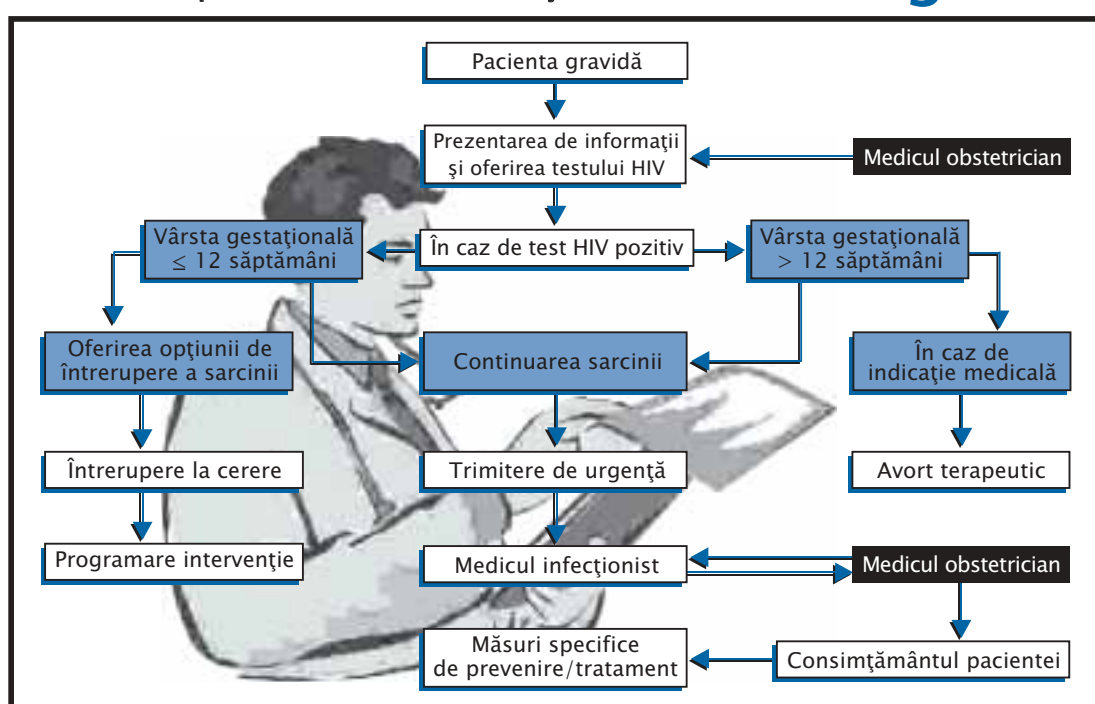 Pacienta gravidă
Prezentarea de informaţii
şi oferirea testului HIV
Medicul obstetrician
Vârsta gestaţională
≤ 12 săptămâni
În caz de test HIV pozitiv
Vârsta gestaţională
> 12 săptămâni
Oferirea opţiunii de
întrerupere a sarcinii
Continuarea sarcinii
În caz de
indicaţie medicală
Întrerupere la cerere
Trimitere de urgenţă
Avort terapeutic
Programare intervenţie
Medicul infecţionist
Medicul obstetrician
Măsuri specifice
de prevenire/tratament
Consimţământul pacientei